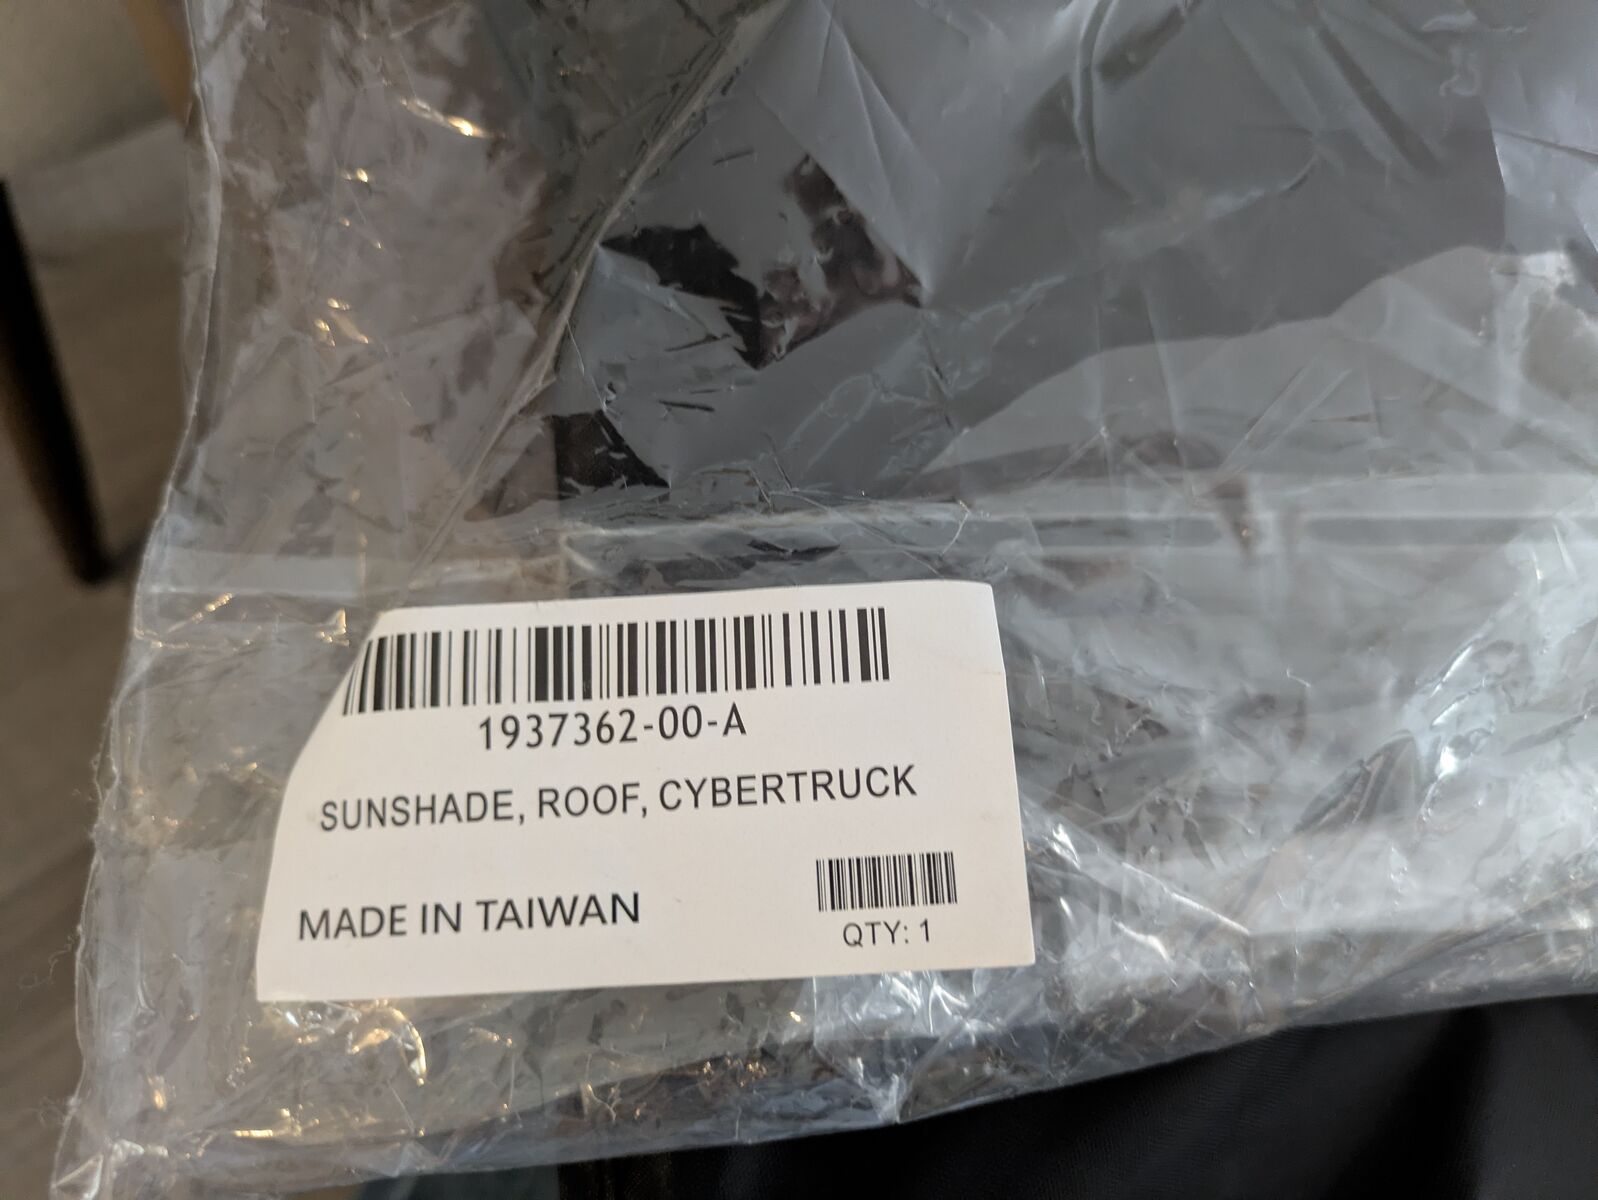 1937362-00-A
SUNSHADE, ROOF, CYBERTRUCK
MADE IN TAIWAN
QTY: 1